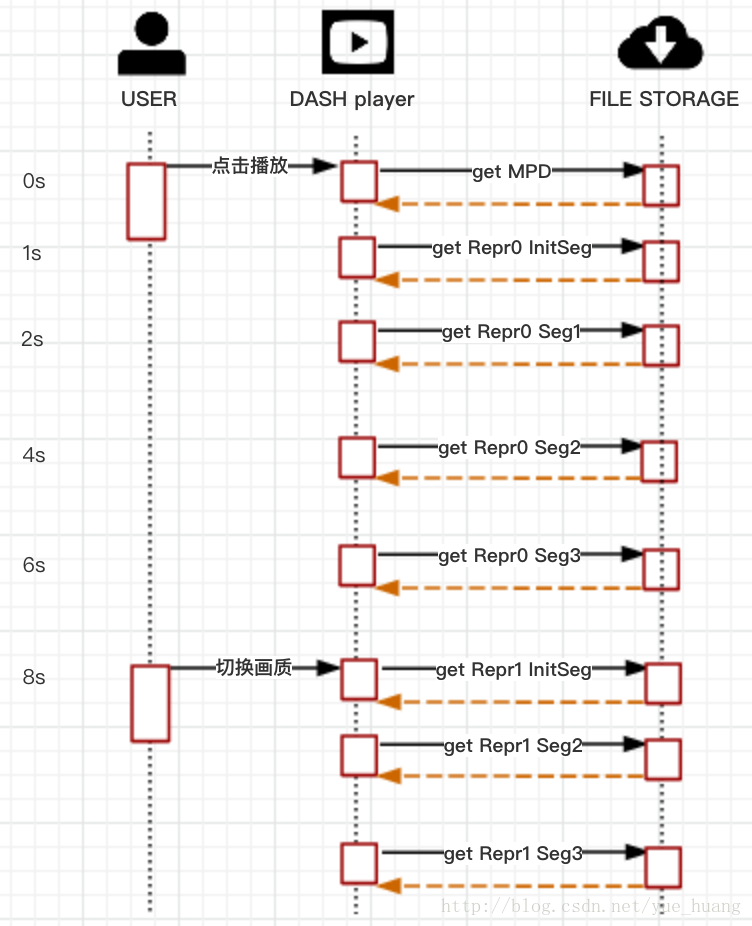 USER
DASH player
FILE STORAGE
0s
点击播放
get MPD
1s
get Repr0 InitSeg
2s
get Repr0 Seg1
4s
get Repr0 Seg2
6s
get Repr0 Seg3
8s
切换画质
get Repr1 InitSeg
get Repr1 Seg2
get Repr1 Seg3
http://blog.csdn.net/yue_huang